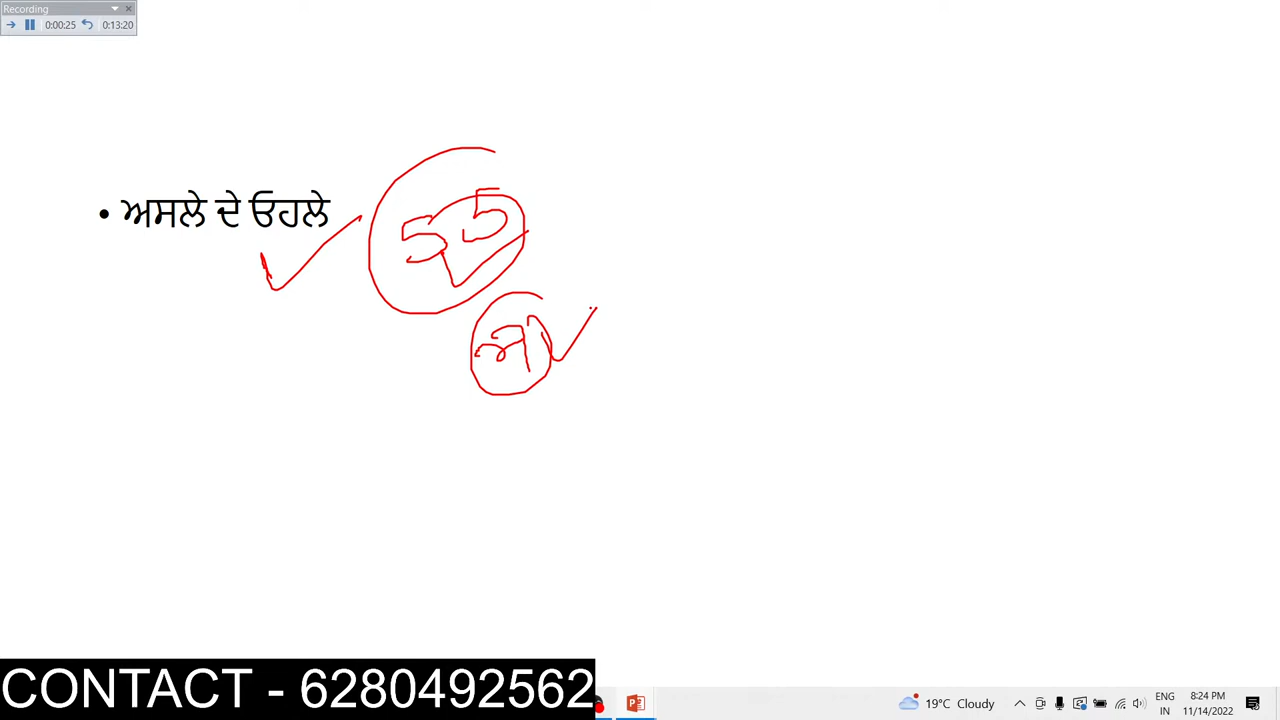 Recording
0:00:25 0:13:20
• ਅਸਲੇ ਦੇ ਓਹਲੇ
55
CONTACT - 6280492562
19°C Cloudy
ENG
IN
8:24 PM
11/14/2022